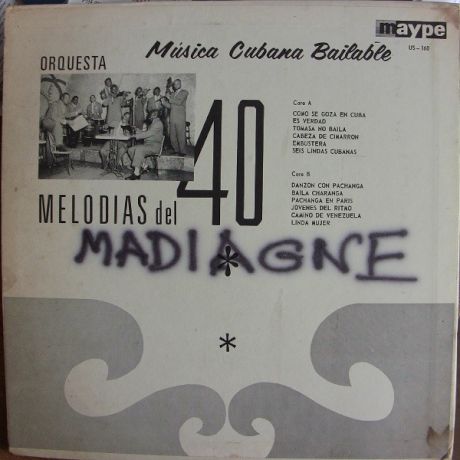 maype
US-160
Música Cubana Bailable
ORQUESTA
Cara A
COMO SE GOZA EN CUBA
ES VERDAD
TOMASA NO BAILA
CABEZA DE CIMARRON
EMBUSTERA
SEIS LINDAS CUBANAS
40
Cara B
DANZON CON PACHANGA
BAILA CHARANGA
PACHANGA EN PARIS
JOVENES DEL RITMO
CAMINO DE VENEZUELA
LINDA MUJER
MELODIAS del
MADIAGNE